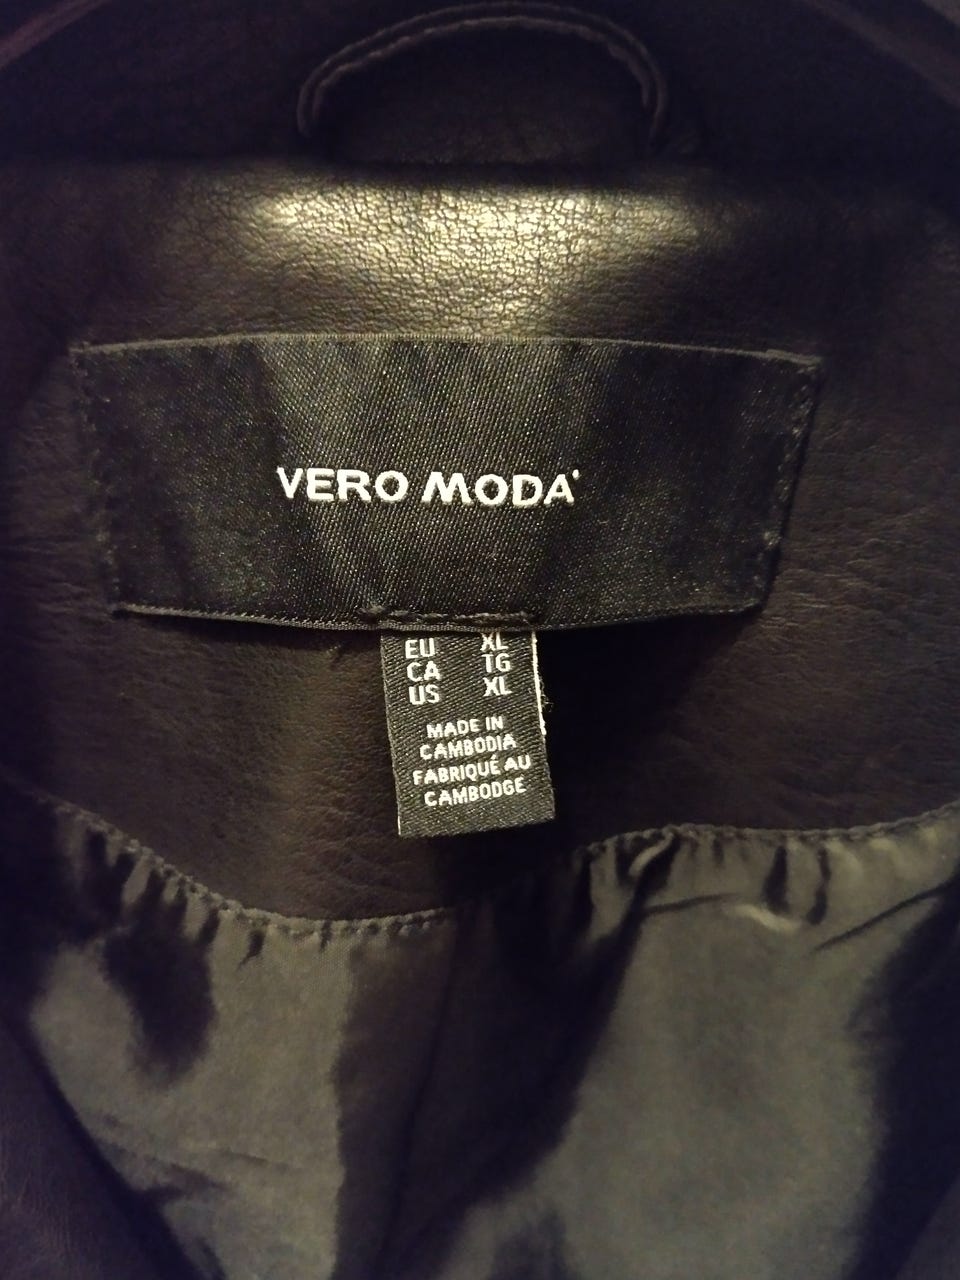 VERO MODA
EU XL
CA TG
US XL
MADE IN
CAMBODIA
FABRIQUÉ AU
CAMBODGE